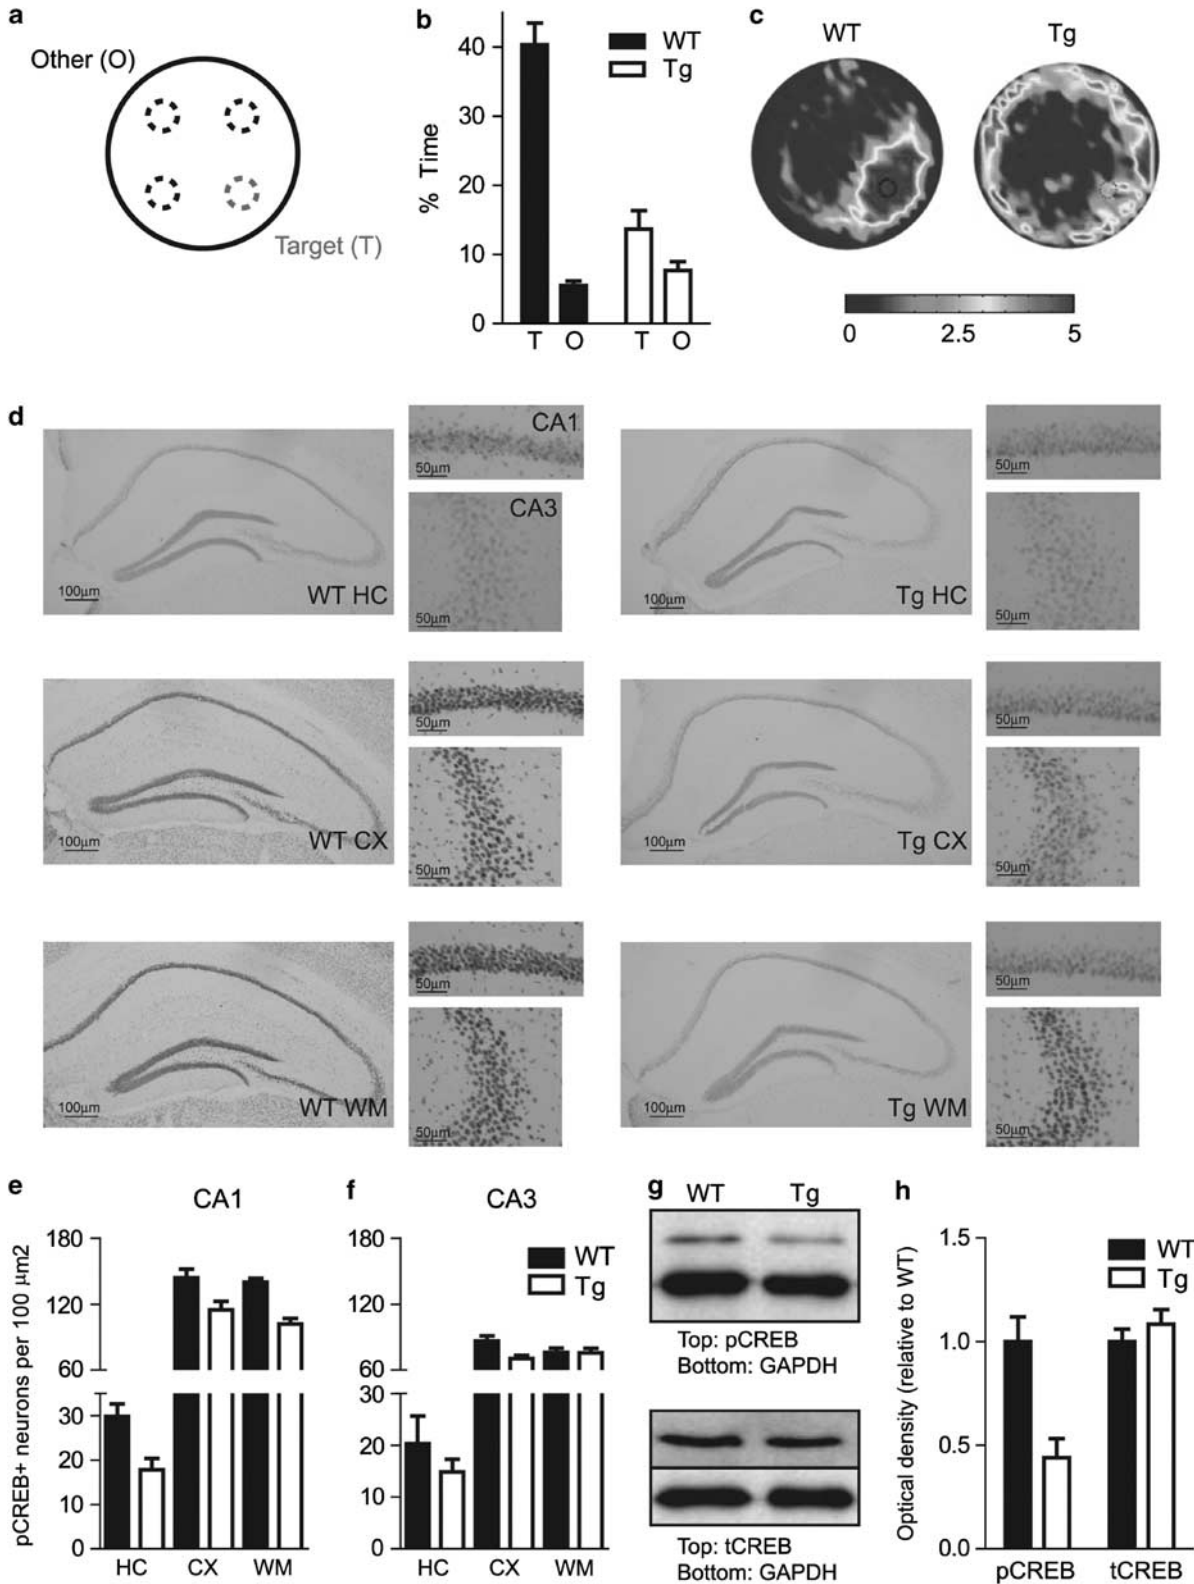 a
Other (O)
Target (T)
b
% Time
40
30
20
10
0
T O T O
WT
Tg
c
WT Tg
0 2.5 5
d
100µm
WT HC
CA1
50µm
CA3
50µm
100µm
Tg HC
50µm
50µm
100µm
WT CX
50µm
50µm
100µm
Tg CX
50µm
50µm
100µm
WT WM
50µm
50µm
100µm
Tg WM
50µm
50µm
e
CA1
pCREB+ neurons per 100 µm2
180
120
60
30
20
10
0
HC CX WM
f
CA3
WT
Tg
180
120
60
30
20
10
0
HC CX WM
g
WT Tg
Top: pCREB
Bottom: GAPDH
Top: tCREB
Bottom: GAPDH
h
Optical density (relative to WT)
1.5
1.0
0.5
0.0
WT
Tg
pCREB tCREB